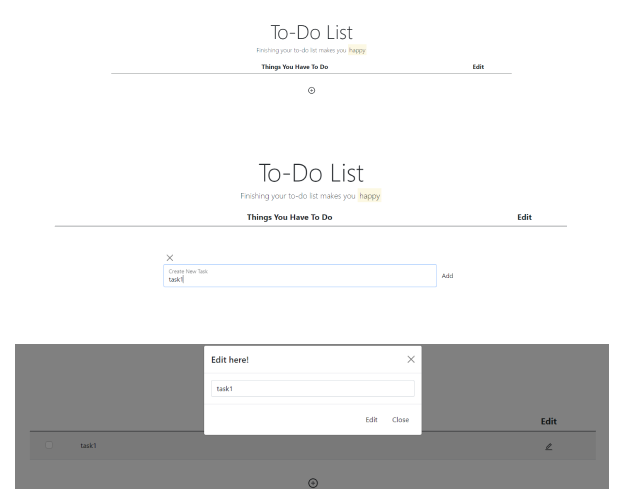 To-Do List
Finishing your to-do list makes you happy
Things You Have To Do Edit
To-Do List
Finishing your to-do list makes you happy
Things You Have To Do Edit
Create New Task
task1
Add
Edit here!
task1
Edit Close
Edit
task1